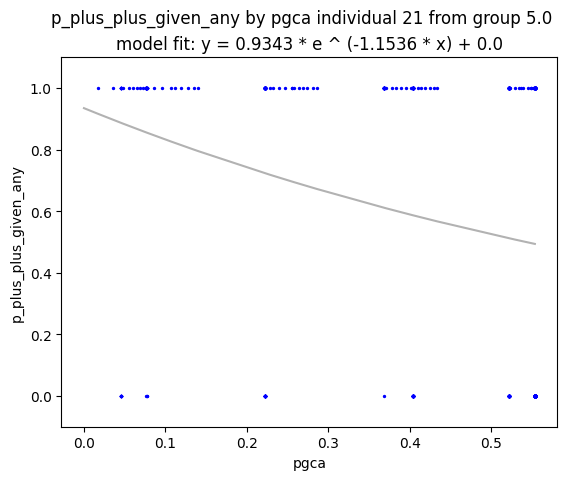 p_plus_plus_given_any by pgca individual 21 from group 5.0
model fit: y = 0.9343 * e ^ (-1.1536 * x) + 0.0
p_plus_plus_given_any
1.0
0.8
0.6
0.4
0.2
0.0
0.0 0.1 0.2 0.3 0.4 0.5
pgca